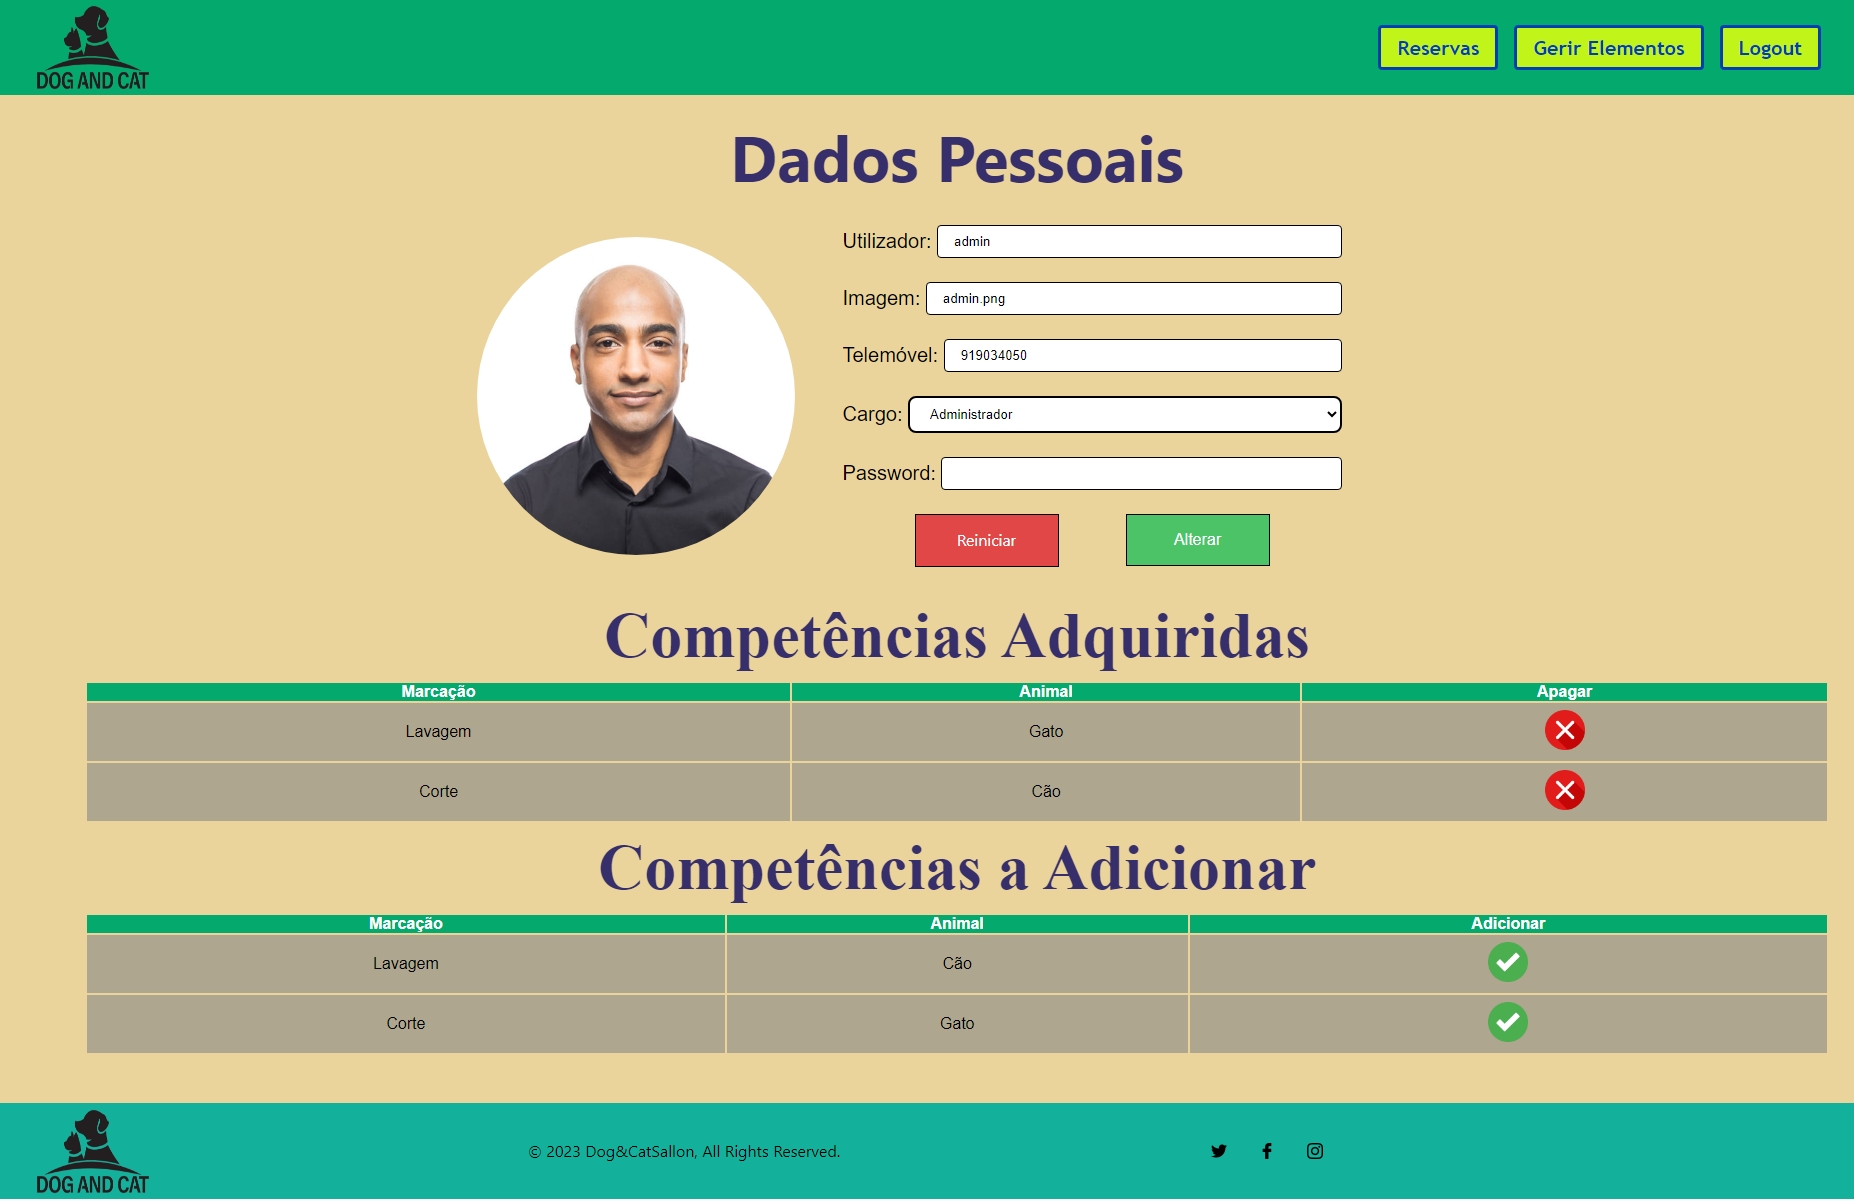 DOG AND CAT
Reservas
Gerir Elementos
Logout
Dados Pessoais
Utilizador: admin
Imagem: admin.png
Telemóvel: 919034050
Cargo: Administrador
Password:
Reiniciar
Alterar
Competências Adquiridas
Marcação Animal Apagar
Lavagem Gato
Corte Cão
Competências a Adicionar
Marcação Animal Adicionar
Lavagem Cão
Corte Gato
DOG AND CAT
© 2023 Dog&CatSallon, All Rights Reserved.